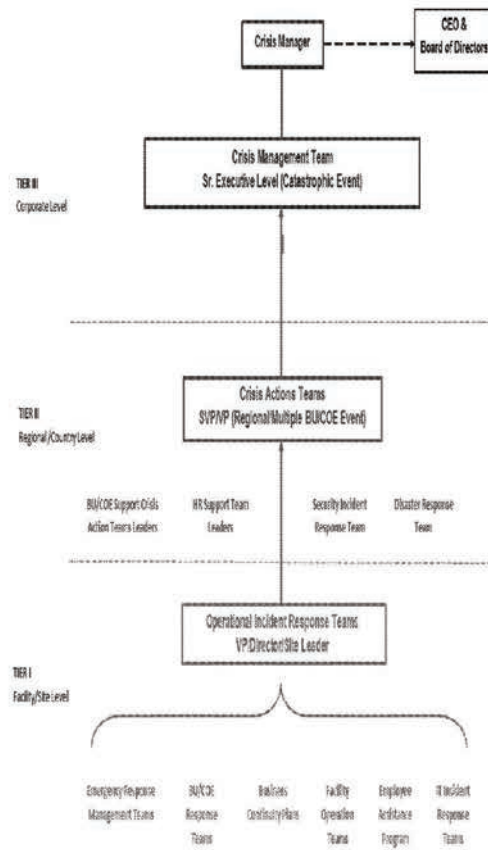 CEO &
Board of Directors
Crisis Manager
Crisis Management Team
Sr. Executive Level (Catastrophic Event)
TIER III
Corporate Level
Crisis Actions Teams
SVP/VP (Regional/Multiple BU/COE Event)
TIER II
Regional/Country Level
BU/COE Support Crisis
Action Teams Leaders
HR Support Team
Leaders
Security Incident
Response Team
Disaster Response
Team
Operational Incident Response Teams
VP/Director/Site Leader
TIER I
Facility/Site Level
Emergency Response
Management Teams
BU/COE
Response
Teams
Business
Continuity Plans
Facility
Operation
Teams
Employee
Assistance
Program
IT Incident
Response
Teams